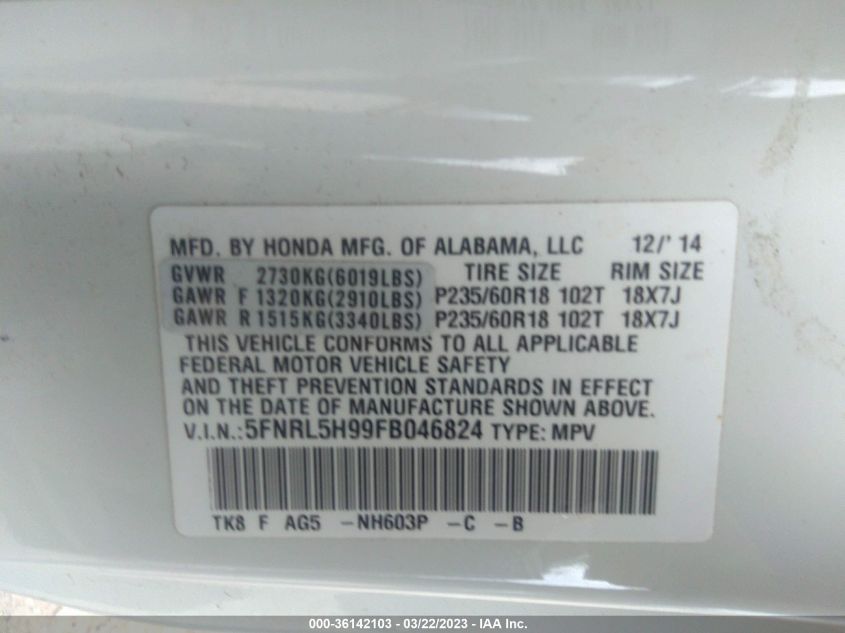 MFD. BY HONDA MFG. OF ALABAMA, LLC 12/'14
GVWR 2730KG(6019LBS) TIRE SIZE RIM SIZE
GAWR F 1320KG(2910LBS) P235/60R18 102T 18X7J
GAWR R 1515KG(3340LBS) P235/60R18 102T 18X7J
THIS VEHICLE CONFORMS TO ALL APPLICABLE
FEDERAL MOTOR VEHICLE SAFETY
AND THEFT PREVENTION STANDARDS IN EFFECT
ON THE DATE OF MANUFACTURE SHOWN ABOVE.
V.I.N.:5FNRL5H99FB046824 TYPE: MPV
TK8 F AG5 -NH603P -C -B
000-36142103 - 03/22/2023 - IAA Inc.